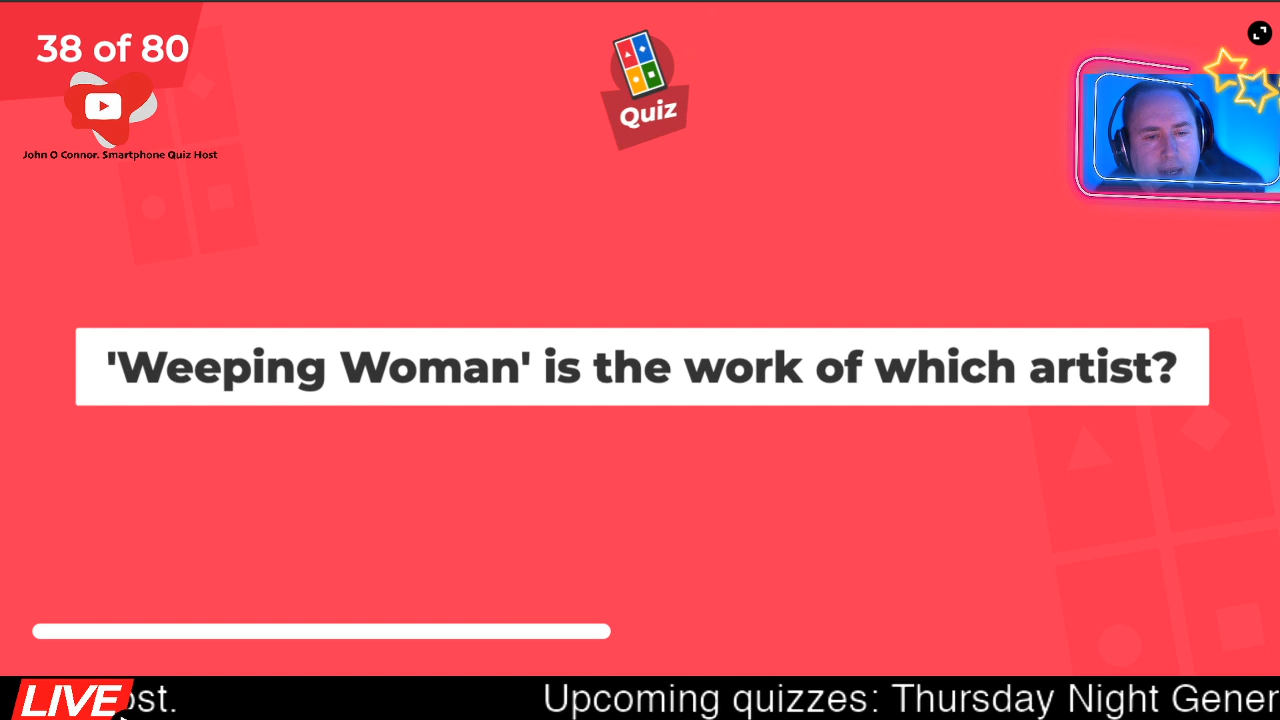 38 of 80
John O Connor. Smartphone Quiz Host
Quiz
'Weeping Woman' is the work of which artist?
LIVE
ost.
Upcoming quizzes: Thursday Night Gener